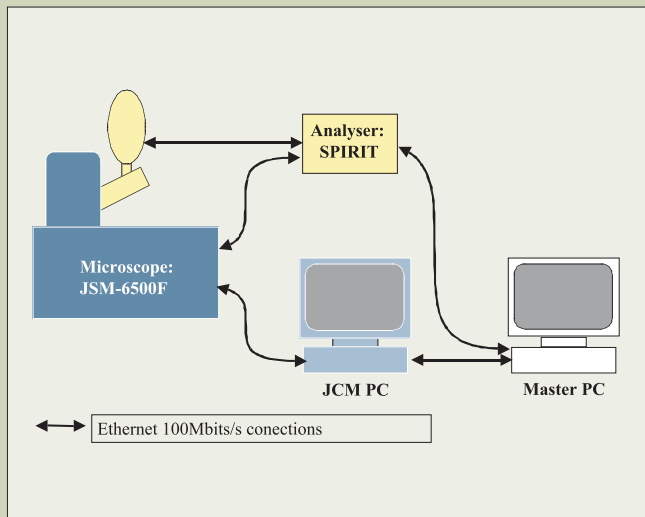 Analyser:
SPIRIT
Microscope:
JSM-6500F
JCM PC
Master PC
Ethernet 100Mbits/s conections